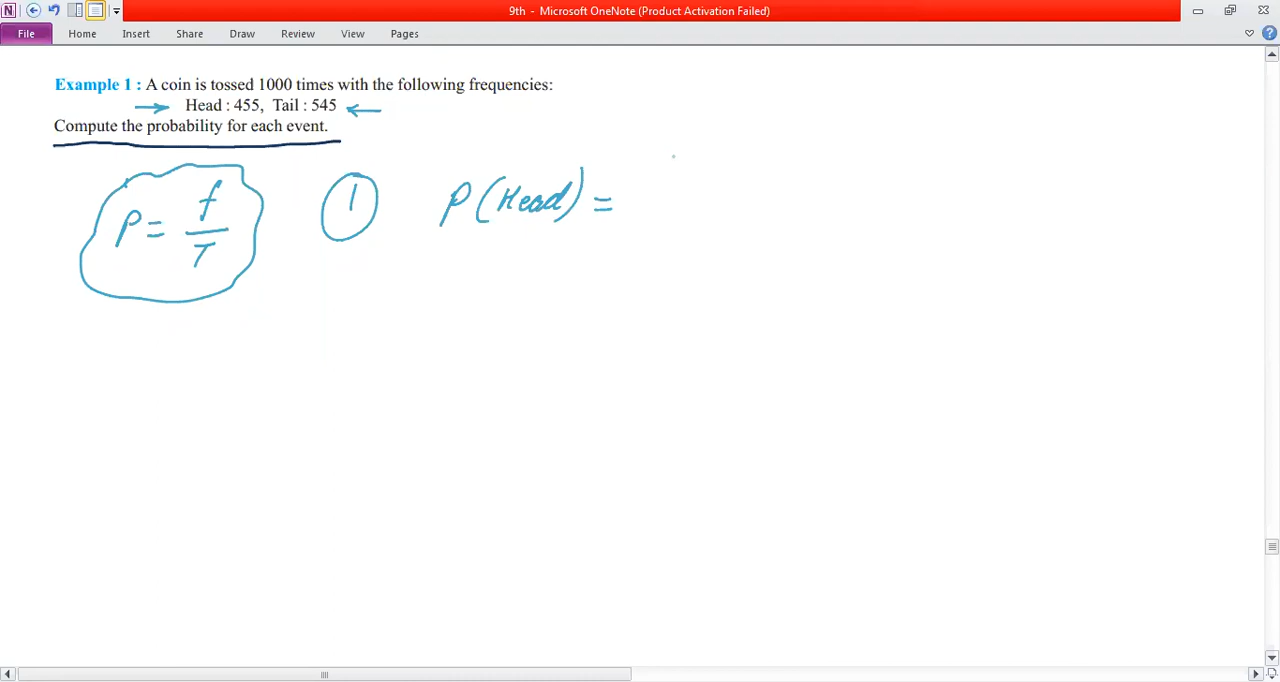 9th - Microsoft OneNote (Product Activation Failed)
File Home Insert Share Draw Review View Pages
Example 1 : A coin is tossed 1000 times with the following frequencies:
Head : 455, Tail : 545
Compute the probability for each event.
P = f/T
1 P(Head) =